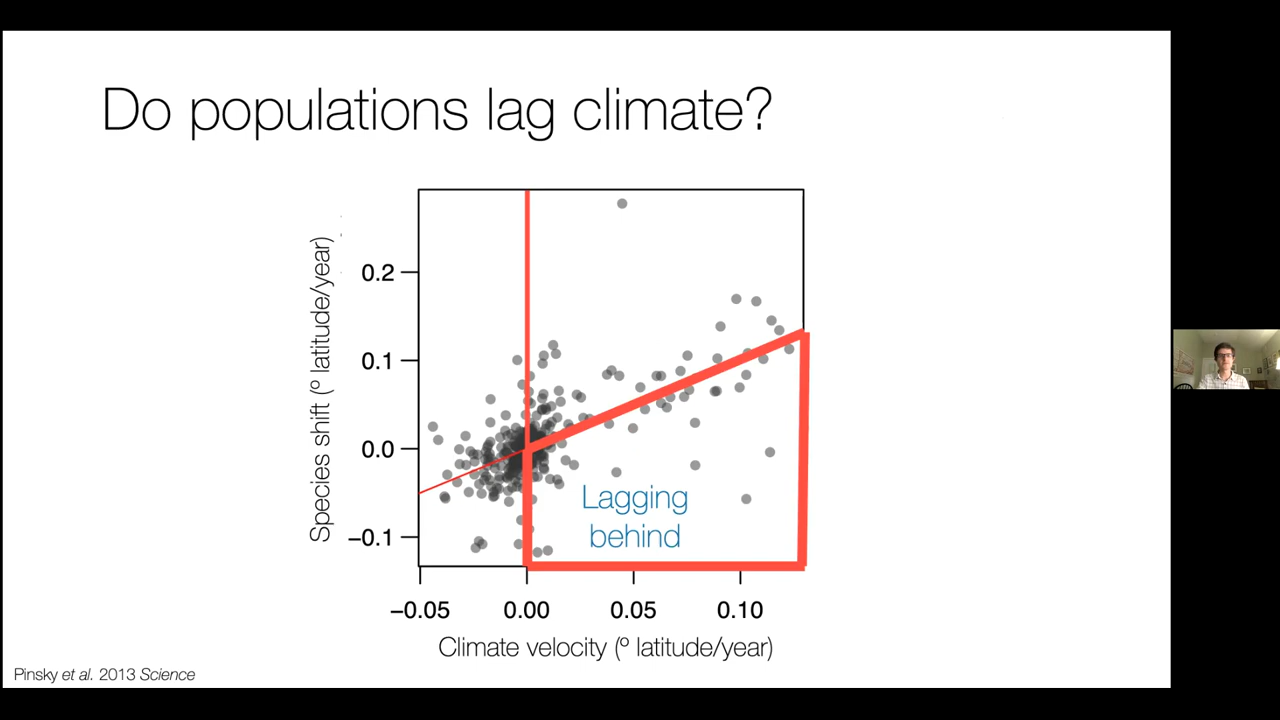 Do populations lag climate?
Species shift (º latitude/year)
0.2
0.1
0.0
−0.1
Lagging
behind
−0.05 0.00 0.05 0.10
Climate velocity (º latitude/year)
Pinsky et al. 2013 Science